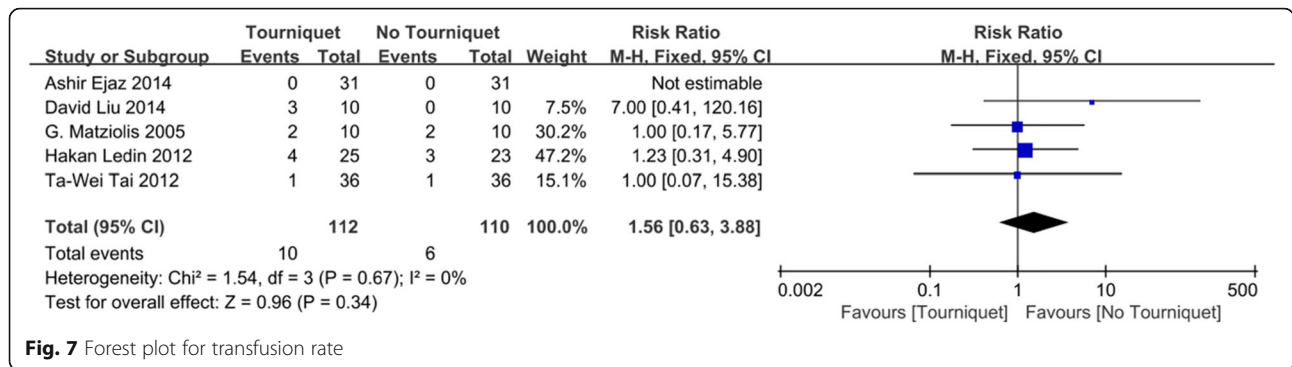 Tourniquet No Tourniquet Risk Ratio Risk Ratio
Study or Subgroup Events Total Events Total Weight M-H, Fixed, 95% CI M-H, Fixed, 95% CI
Ashir Ejaz 2014 0 31 0 31 Not estimable
David Liu 2014 3 10 0 10 7.5% 7.00 [0.41, 120.16]
G. Matziolis 2005 2 10 2 10 30.2% 1.00 [0.17, 5.77]
Hakan Ledin 2012 4 25 3 23 47.2% 1.23 [0.31, 4.90]
Ta-Wei Tai 2012 1 36 1 36 15.1% 1.00 [0.07, 15.38]
Total (95% CI) 112 110 100.0% 1.56 [0.63, 3.88]
Total events 10 6
Heterogeneity: Chi² = 1.54, df = 3 (P = 0.67); I² = 0%
Test for overall effect: Z = 0.96 (P = 0.34)
0.002 0.1 1 10 500
Favours [Tourniquet] Favours [No Tourniquet]
Fig. 7 Forest plot for transfusion rate